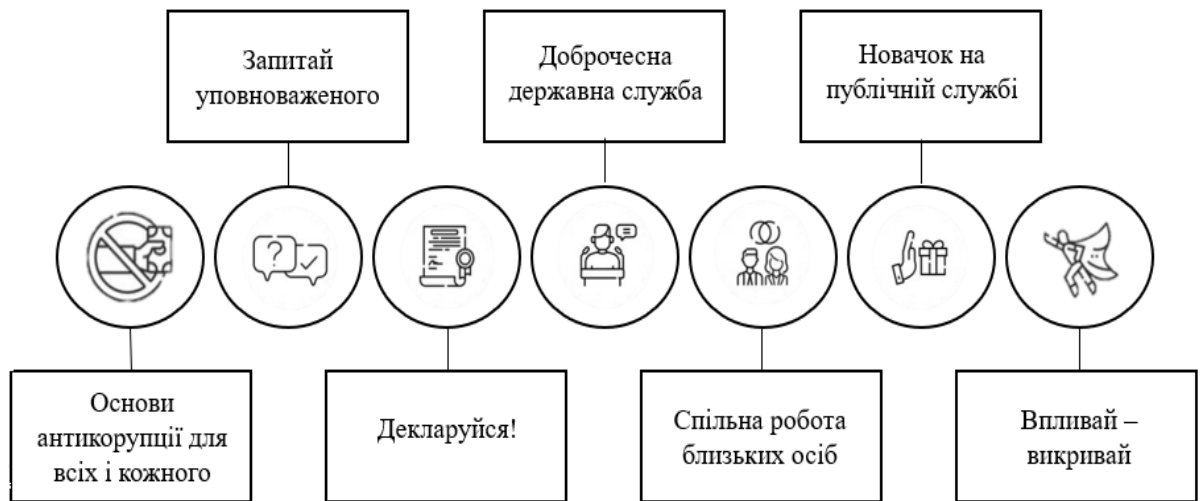 Запитай
уповноваженого
Доброчесна
державна служба
Новачок на
публічній службі
?
Основи
антикорупції для
всіх і кожного
Декларуйся!
Спільна робота
близьких осіб
Впливай –
викривай